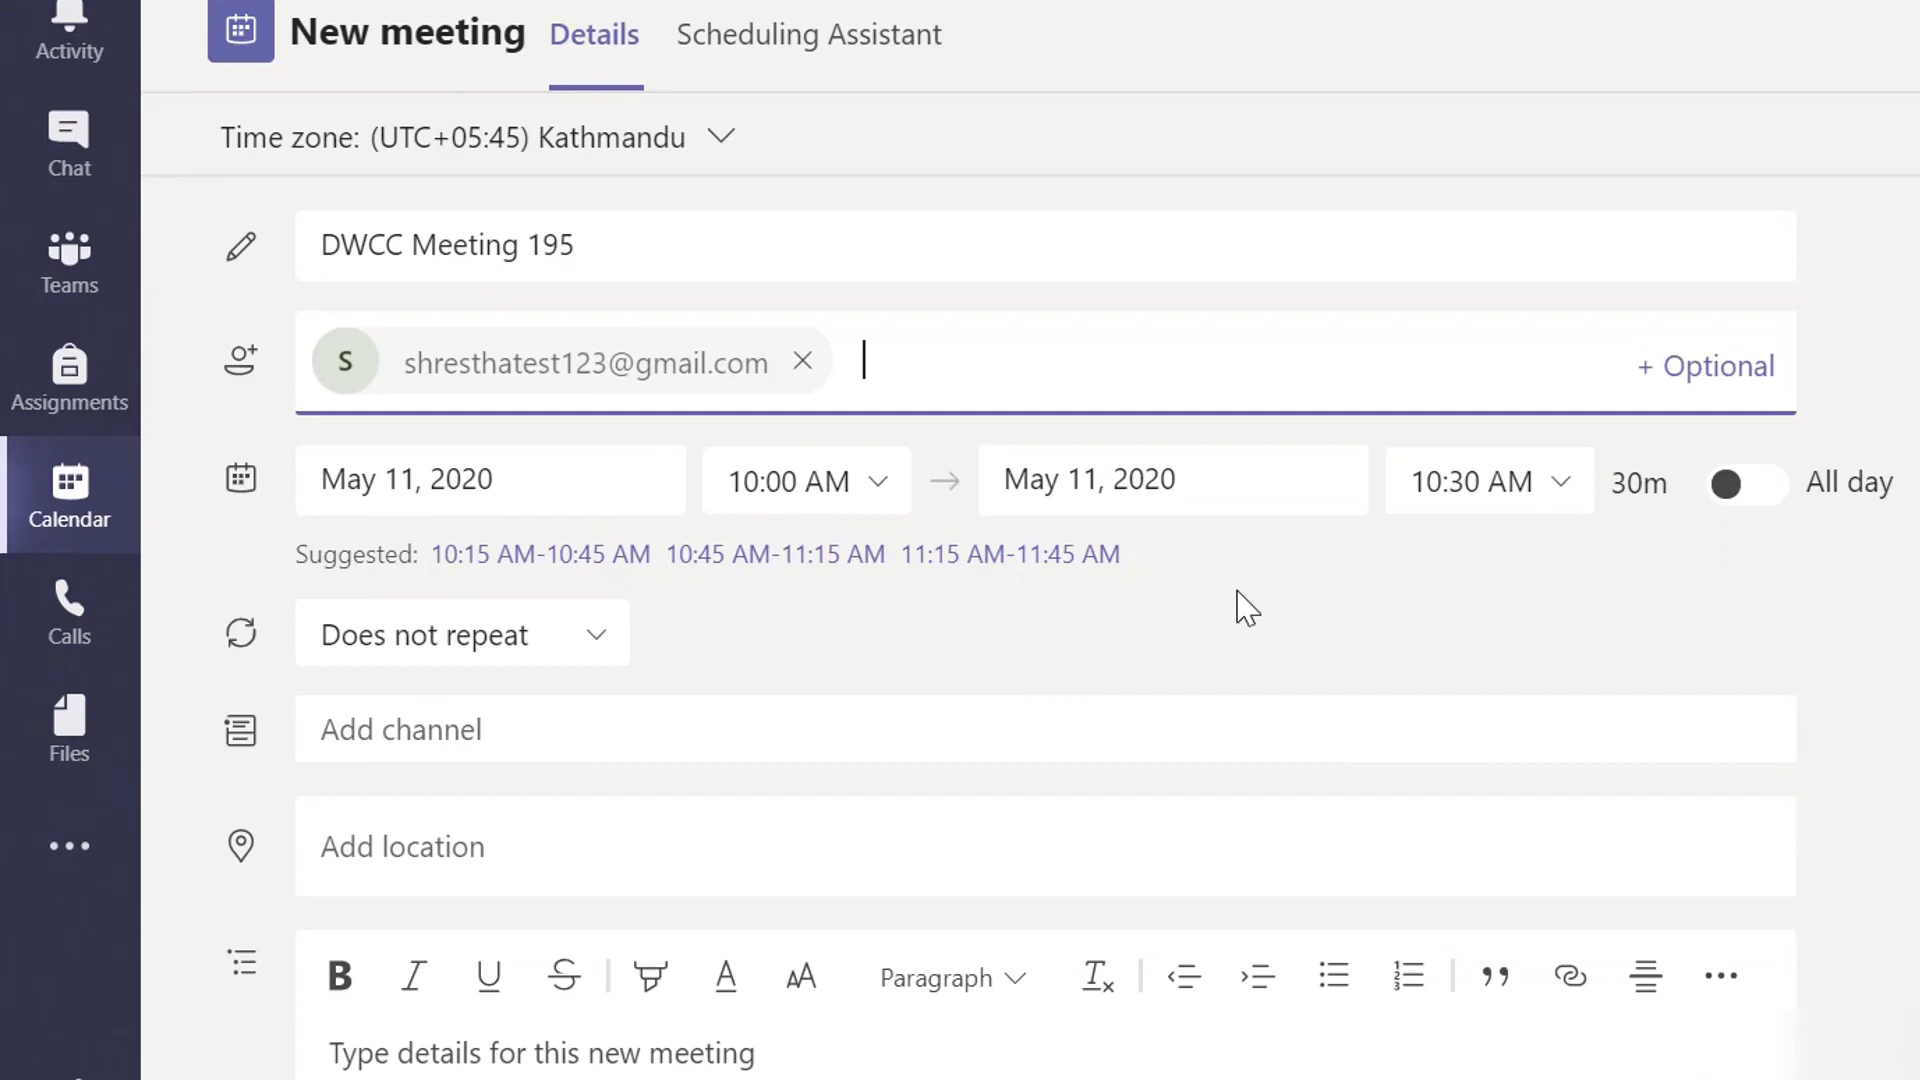 Activity
Chat
Teams
Assignments
Calendar
Calls
Files
New meeting Details Scheduling Assistant
Time zone: (UTC+05:45) Kathmandu
DWCC Meeting 195
S shresthatest123@gmail.com + Optional
May 11, 2020 10:00 AM May 11, 2020 10:30 AM 30m All day
Suggested: 10:15 AM-10:45 AM 10:45 AM-11:15 AM 11:15 AM-11:45 AM
Does not repeat
Add channel
Add location
Paragraph
Type details for this new meeting